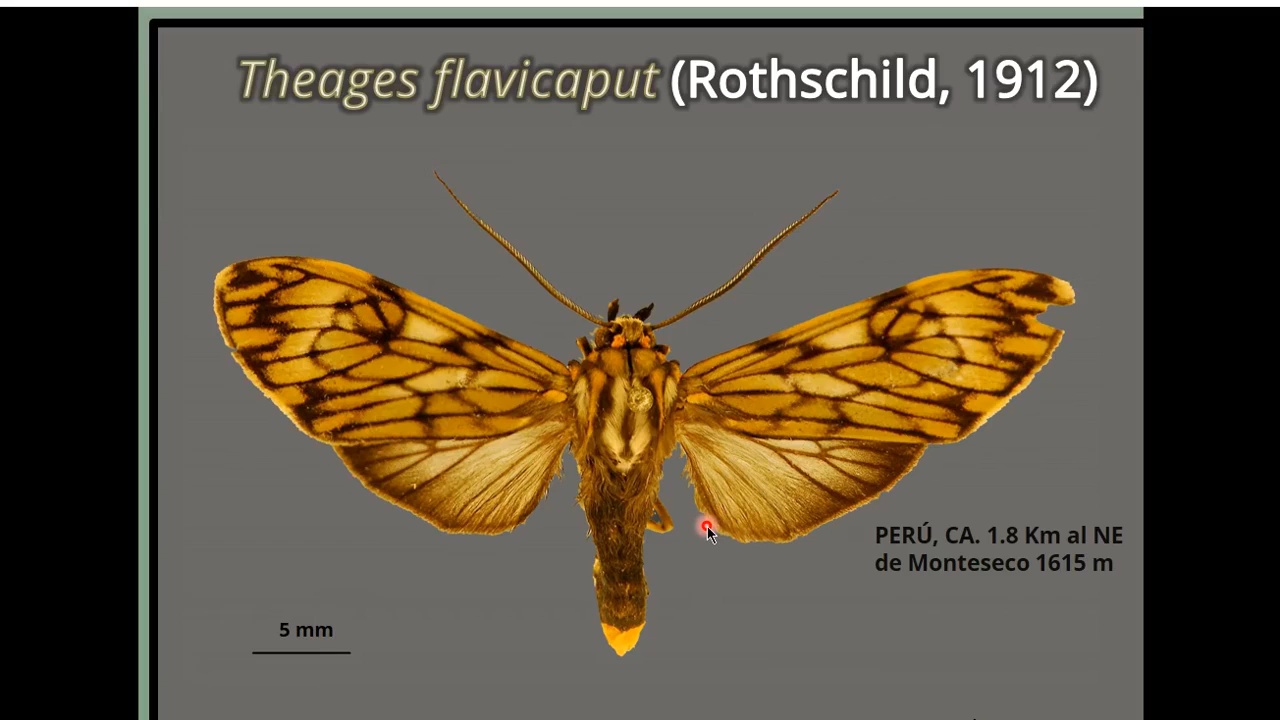 Theages flavicaput (Rothschild, 1912)
PERÚ, CA. 1.8 Km al NE
de Monteseco 1615 m
5 mm